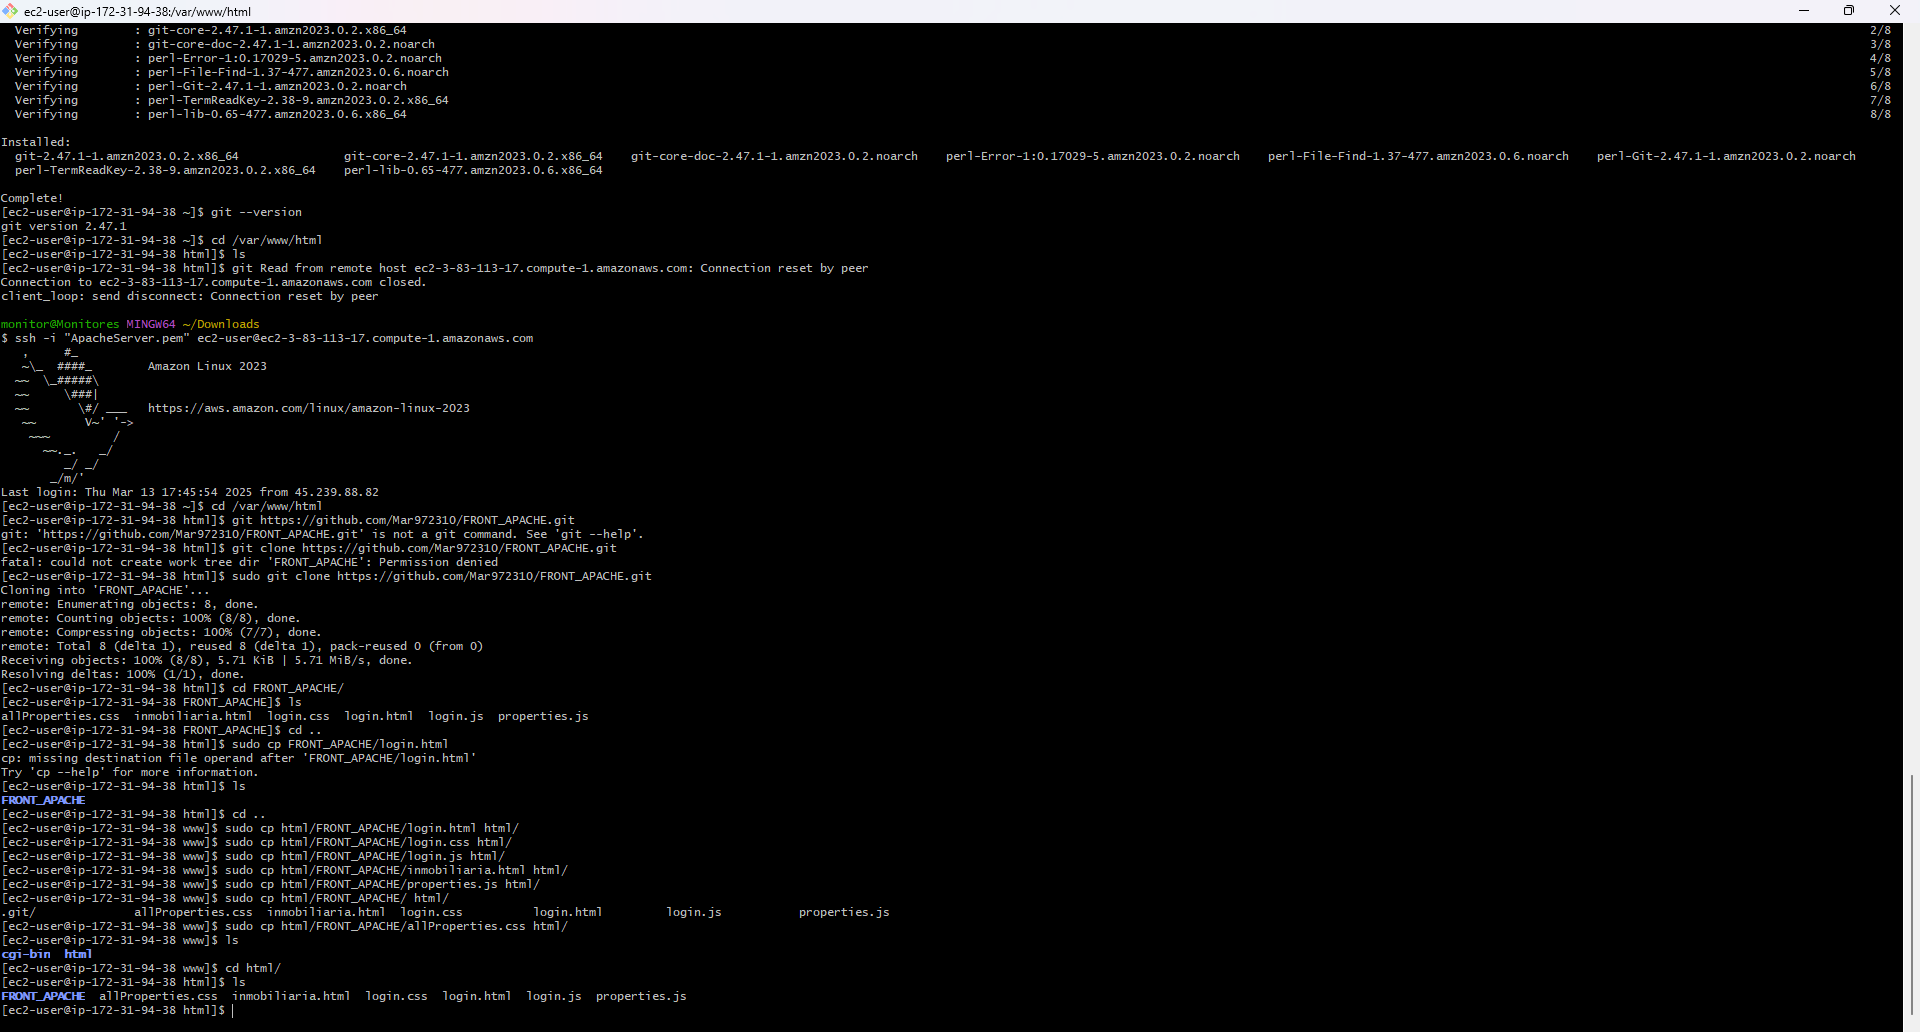 ec2-user@ip-172-31-94-38:/var/www/html
  Verifying        : git-core-2.47.1-1.amzn2023.0.2.x86_64 2/8
  Verifying        : git-core-doc-2.47.1-1.amzn2023.0.2.noarch 3/8
  Verifying        : perl-Error-1:0.17029-5.amzn2023.0.2.noarch 4/8
  Verifying        : perl-File-Find-1.37-477.amzn2023.0.6.noarch 5/8
  Verifying        : perl-Git-2.47.1-1.amzn2023.0.2.noarch 6/8
  Verifying        : perl-TermReadKey-2.38-9.amzn2023.0.2.x86_64 7/8
  Verifying        : perl-lib-0.65-477.amzn2023.0.6.x86_64 8/8

Installed:
  git-2.47.1-1.amzn2023.0.2.x86_64               git-core-2.47.1-1.amzn2023.0.2.x86_64    git-core-doc-2.47.1-1.amzn2023.0.2.noarch    perl-Error-1:0.17029-5.amzn2023.0.2.noarch    perl-File-Find-1.37-477.amzn2023.0.6.noarch    perl-Git-2.47.1-1.amzn2023.0.2.noarch
  perl-TermReadKey-2.38-9.amzn2023.0.2.x86_64    perl-lib-0.65-477.amzn2023.0.6.x86_64

Complete!
[ec2-user@ip-172-31-94-38 ~]$ git --version
git version 2.47.1
[ec2-user@ip-172-31-94-38 ~]$ cd /var/www/html
[ec2-user@ip-172-31-94-38 html]$ ls
[ec2-user@ip-172-31-94-38 html]$ git Read from remote host ec2-3-83-113-17.compute-1.amazonaws.com: Connection reset by peer
Connection to ec2-3-83-113-17.compute-1.amazonaws.com closed.
client_loop: send disconnect: Connection reset by peer

monitor@Monitores MINGW64 ~/Downloads
$ ssh -i "ApacheServer.pem" ec2-user@ec2-3-83-113-17.compute-1.amazonaws.com
   ,     #_
   ~\_  ####_        Amazon Linux 2023
  ~~  \_#####\
  ~~     \###|
  ~~       \#/ ___   https://aws.amazon.com/linux/amazon-linux-2023
   ~~       V~' '->
    ~~~         /
      ~~._.   _/
         _/ _/
       _/m/'
Last login: Thu Mar 13 17:45:54 2025 from 45.239.88.82
[ec2-user@ip-172-31-94-38 ~]$ cd /var/www/html
[ec2-user@ip-172-31-94-38 html]$ git https://github.com/Mar972310/FRONT_APACHE.git
git: 'https://github.com/Mar972310/FRONT_APACHE.git' is not a git command. See 'git --help'.
[ec2-user@ip-172-31-94-38 html]$ git clone https://github.com/Mar972310/FRONT_APACHE.git
fatal: could not create work tree dir 'FRONT_APACHE': Permission denied
[ec2-user@ip-172-31-94-38 html]$ sudo git clone https://github.com/Mar972310/FRONT_APACHE.git
Cloning into 'FRONT_APACHE'...
remote: Enumerating objects: 8, done.
remote: Counting objects: 100% (8/8), done.
remote: Compressing objects: 100% (7/7), done.
remote: Total 8 (delta 1), reused 8 (delta 1), pack-reused 0 (from 0)
Receiving objects: 100% (8/8), 5.71 KiB | 5.71 MiB/s, done.
Resolving deltas: 100% (1/1), done.
[ec2-user@ip-172-31-94-38 html]$ cd FRONT_APACHE/
[ec2-user@ip-172-31-94-38 FRONT_APACHE]$ ls
allProperties.css  inmobiliaria.html  login.css  login.html  login.js  properties.js
[ec2-user@ip-172-31-94-38 FRONT_APACHE]$ cd ..
[ec2-user@ip-172-31-94-38 html]$ sudo cp FRONT_APACHE/login.html
cp: missing destination file operand after 'FRONT_APACHE/login.html'
Try 'cp --help' for more information.
[ec2-user@ip-172-31-94-38 html]$ ls
FRONT_APACHE
[ec2-user@ip-172-31-94-38 html]$ cd ..
[ec2-user@ip-172-31-94-38 www]$ sudo cp html/FRONT_APACHE/login.html html/
[ec2-user@ip-172-31-94-38 www]$ sudo cp html/FRONT_APACHE/login.css html/
[ec2-user@ip-172-31-94-38 www]$ sudo cp html/FRONT_APACHE/login.js html/
[ec2-user@ip-172-31-94-38 www]$ sudo cp html/FRONT_APACHE/inmobiliaria.html html/
[ec2-user@ip-172-31-94-38 www]$ sudo cp html/FRONT_APACHE/properties.js html/
[ec2-user@ip-172-31-94-38 www]$ sudo cp html/FRONT_APACHE/ html/
.git/              allProperties.css  inmobiliaria.html  login.css          login.html         login.js           properties.js
[ec2-user@ip-172-31-94-38 www]$ sudo cp html/FRONT_APACHE/allProperties.css html/
[ec2-user@ip-172-31-94-38 www]$ ls
cgi-bin  html
[ec2-user@ip-172-31-94-38 www]$ cd html/
[ec2-user@ip-172-31-94-38 html]$ ls
FRONT_APACHE  allProperties.css  inmobiliaria.html  login.css  login.html  login.js  properties.js
[ec2-user@ip-172-31-94-38 html]$